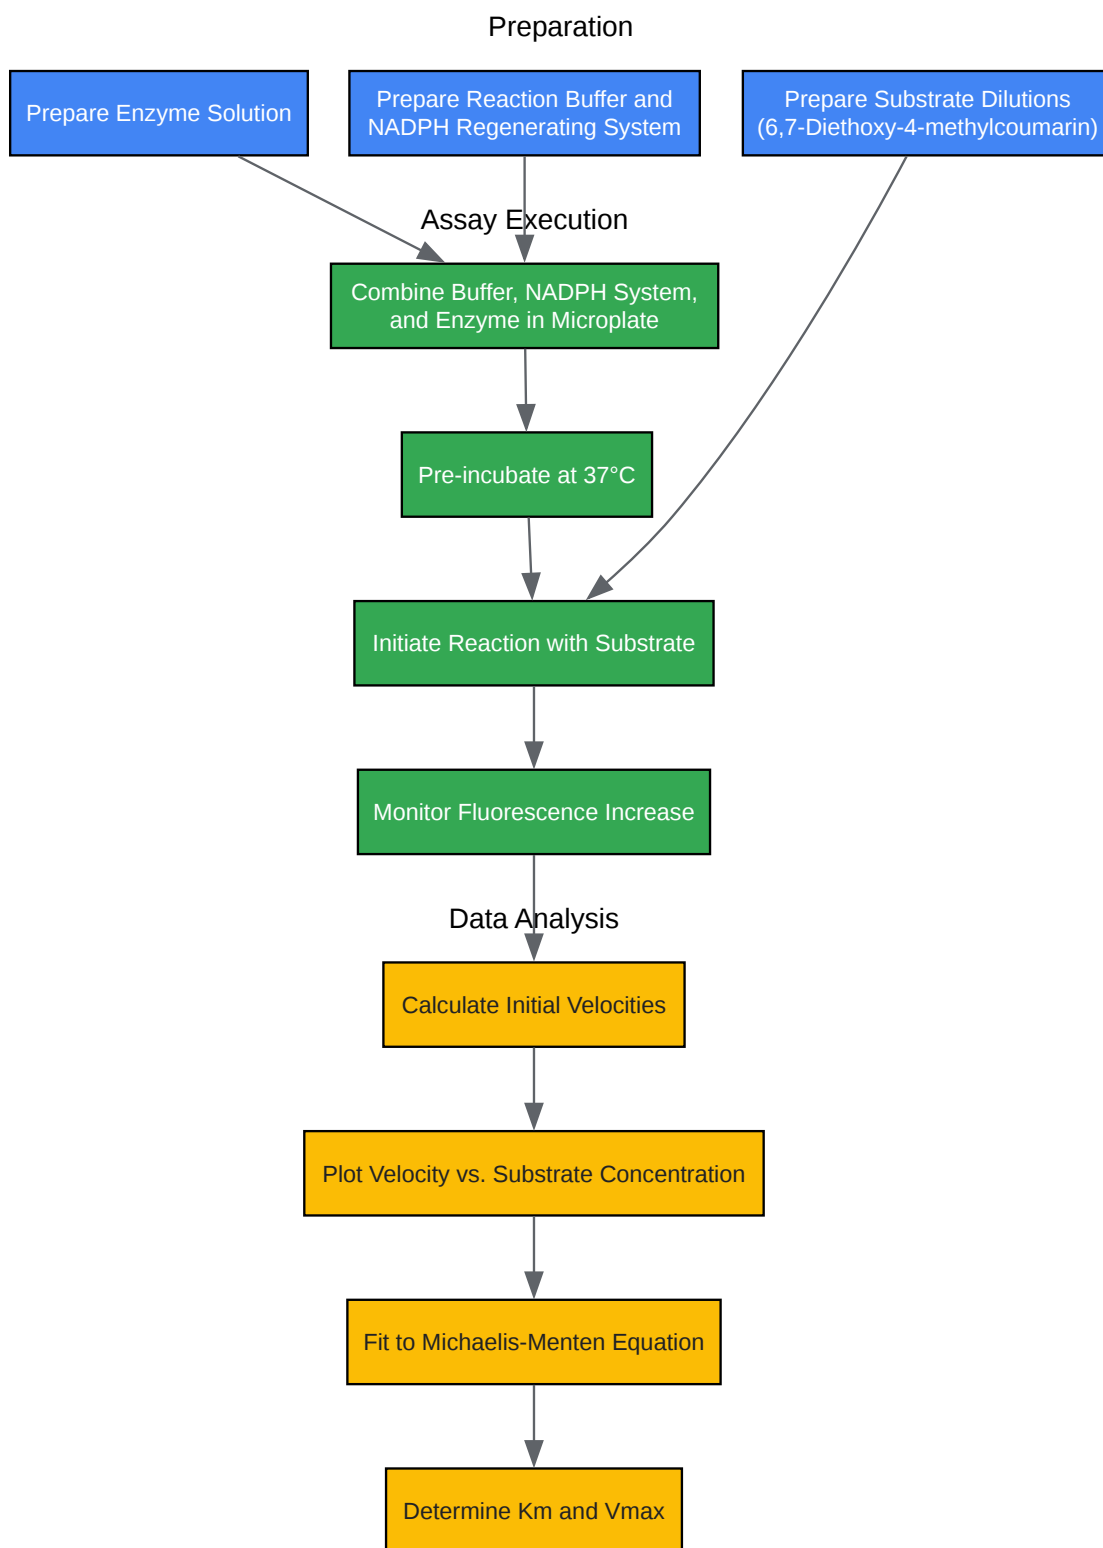 Preparation
Prepare Enzyme Solution
Prepare Reaction Buffer and
NADPH Regenerating System
Prepare Substrate Dilutions
(6,7-Diethoxy-4-methylcoumarin)
Assay Execution
Combine Buffer, NADPH System,
and Enzyme in Microplate
Pre-incubate at 37°C
Initiate Reaction with Substrate
Monitor Fluorescence Increase
Data Analysis
Calculate Initial Velocities
Plot Velocity vs. Substrate Concentration
Fit to Michaelis-Menten Equation
Determine Km and Vmax